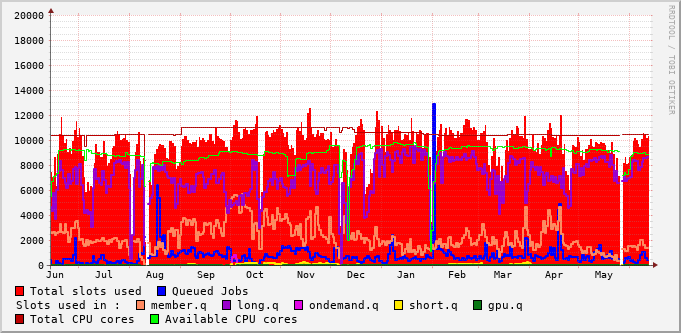 20000
18000
16000
14000
12000
10000
8000
6000
4000
2000
0
Jun Jul Aug Sep Oct Nov Dec Jan Feb Mar Apr May
RRDTOOL / TOBI OETIKER
Total slots used Queued Jobs
Slots used in : member.q long.q ondemand.q short.q gpu.q
Total CPU cores Available CPU cores